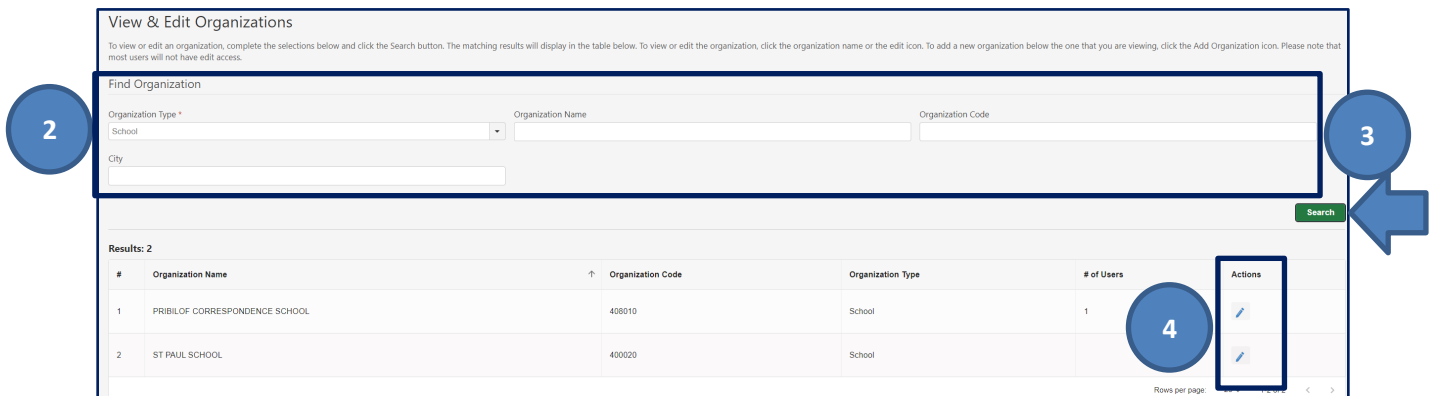 View & Edit Organizations
To view or edit an organization, complete the selections below and click the Search button. The matching results will display in the table below. To view or edit the organization, click the organization name or the edit icon. To add a new organization below the one that you are viewing, click the Add Organization icon. Please note that
most users will not have edit access.
Find Organization
Organization Type * Organization Name Organization Code
School
2
3
City
Search
Results: 2
# Organization Name ↑ Organization Code Organization Type # of Users Actions
1 PRIBILOF CORRESPONDENCE SCHOOL 408010 School 1
4
2 ST PAUL SCHOOL 400020 School
Rows per page: